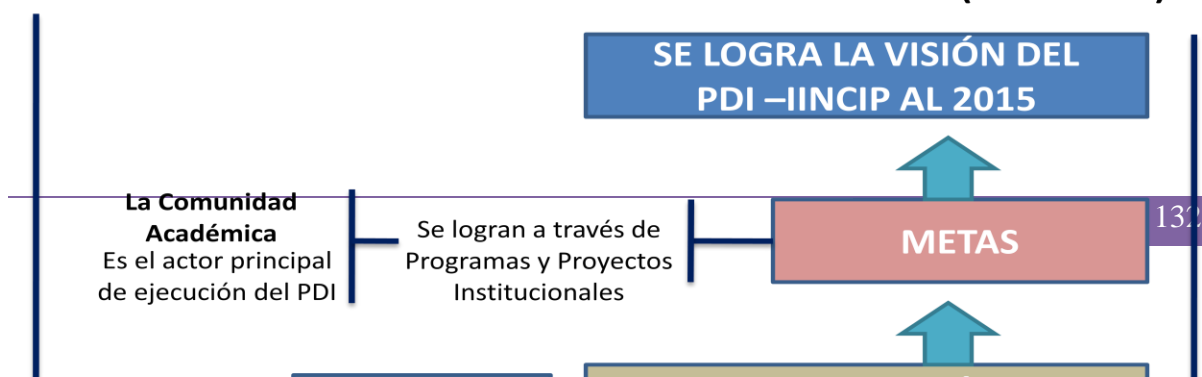 SE LOGRA LA VISIÓN DEL
PDI –IINCIP AL 2015
La Comunidad
Académica
Es el actor principal
de ejecución del PDI
Se logran a través de
Programas y Proyectos
Institucionales
METAS
132